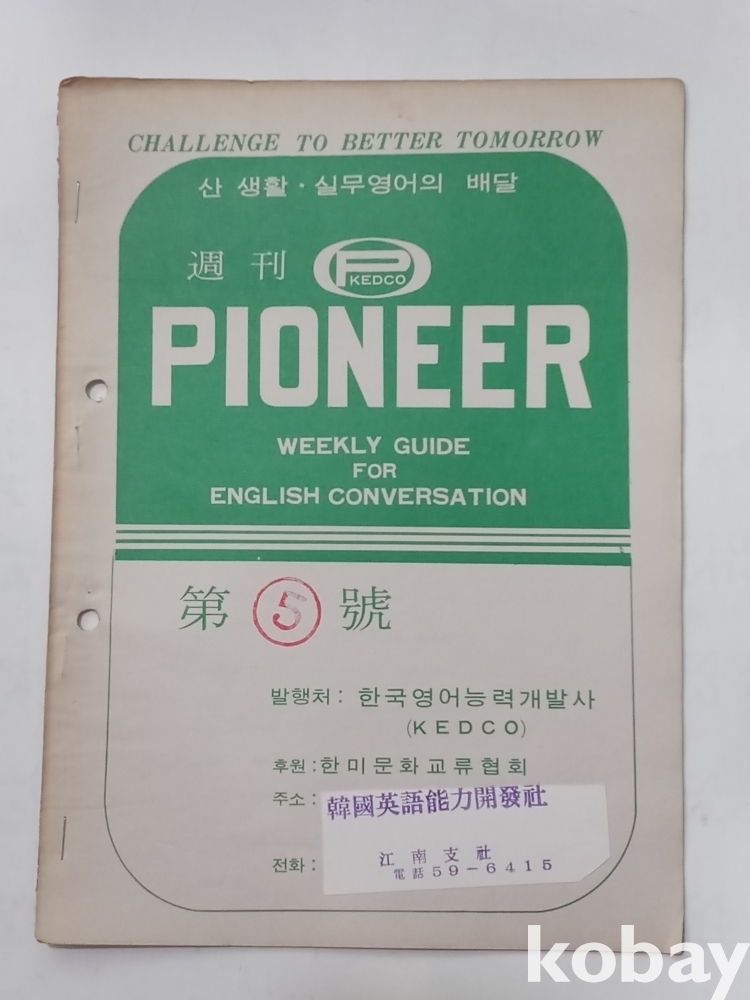 CHALLENGE TO BETTER TOMORROW
산 생활·실무영어의 배달
週刊 P KEDCO
PIONEER
WEEKLY GUIDE
FOR
ENGLISH CONVERSATION
第 5 號
발행처: 한국영어능력개발사
(KEDCO)
후원: 한미문화교류협회
주소: 韓國英語能力開發社
江南支社
전화: 電話 59-6415
kobay